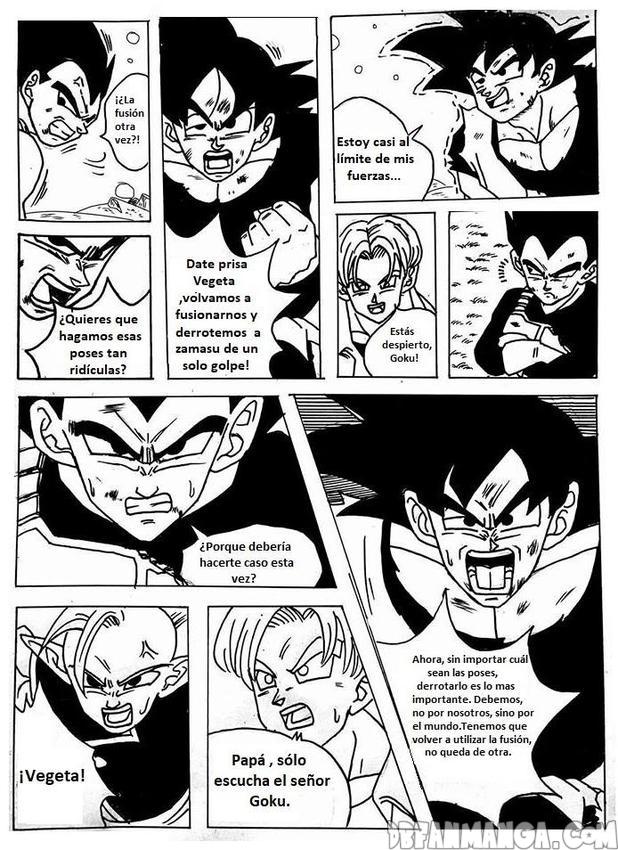 Estoy casi al
límite de mis
fuerzas...
Estás
despierto,
Goku!
Date prisa
Vegeta
,volvamos a
fusionarnos y
derrotemos a
zamasu de un
solo golpe!
¡¿La
fusión
otra
vez?!
¿Quieres que
hagamos esas
poses tan
ridículas?
Ahora, sin importar cuál
sean las poses,
derrotarlo es lo mas
importante. Debemos,
no por nosotros, sino por
el mundo.Tenemos que
volver a utilizar la fusión,
no queda de otra.
¿Porque debería
hacerte caso esta
vez?
Papá , sólo
escucha el señor
Goku.
¡Vegeta!
DBFANMANGA.COM